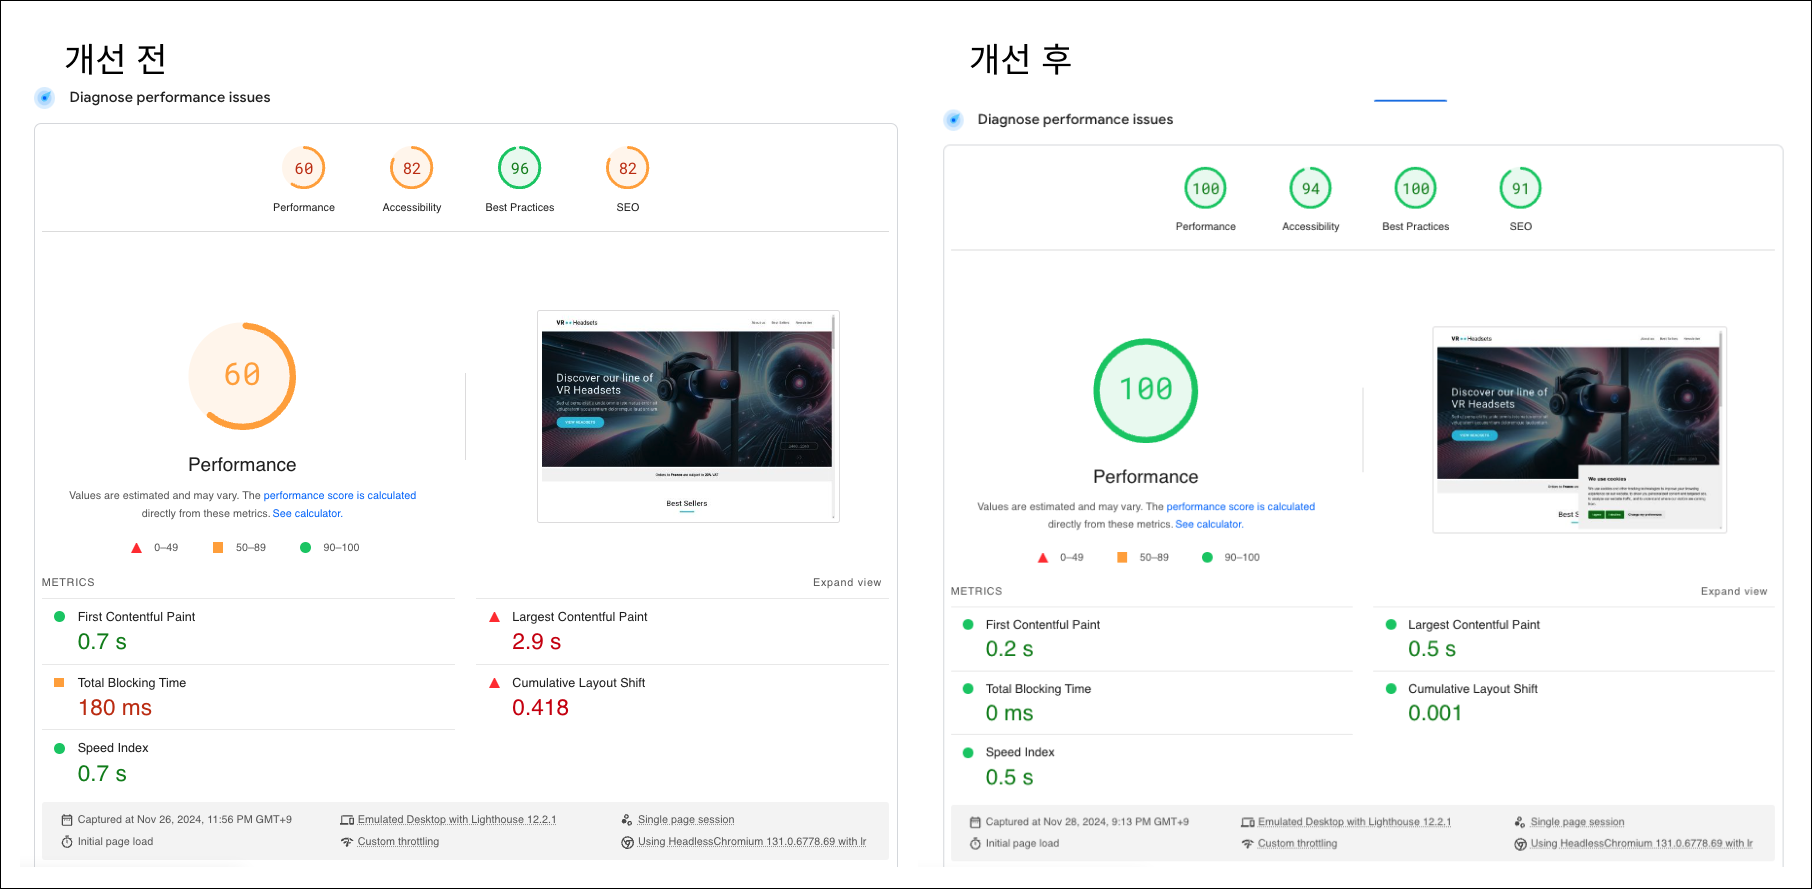 개선 전
Diagnose performance issues
60
82
96
82
Performance
Accessibility
Best Practices
SEO
60
Performance
Values are estimated and may vary. The performance score is calculated
directly from these metrics. See calculator.
0–49
50–89
90–100
VR Headsets
Discover our line of
VR Headsets
VIEW HEADSETS
Best Sellers
METRICS
Expand view
First Contentful Paint
0.7 s
Largest Contentful Paint
2.9 s
Total Blocking Time
180 ms
Cumulative Layout Shift
0.418
Speed Index
0.7 s
Captured at Nov 26, 2024, 11:56 PM GMT+9
Emulated Desktop with Lighthouse 12.2.1
Single page session
Initial page load
Custom throttling
Using HeadlessChromium 131.0.6778.69 with lr
개선 후
Diagnose performance issues
100
94
100
91
Performance
Accessibility
Best Practices
SEO
100
Performance
Values are estimated and may vary. The performance score is calculated
directly from these metrics. See calculator.
0–49
50–89
90–100
VR Headsets
Discover our line of
VR Headsets
VIEW HEADSETS
We use cookies
Best S
METRICS
Expand view
First Contentful Paint
0.2 s
Largest Contentful Paint
0.5 s
Total Blocking Time
0 ms
Cumulative Layout Shift
0.001
Speed Index
0.5 s
Captured at Nov 28, 2024, 9:13 PM GMT+9
Emulated Desktop with Lighthouse 12.2.1
Single page session
Initial page load
Custom throttling
Using HeadlessChromium 131.0.6778.69 with lr